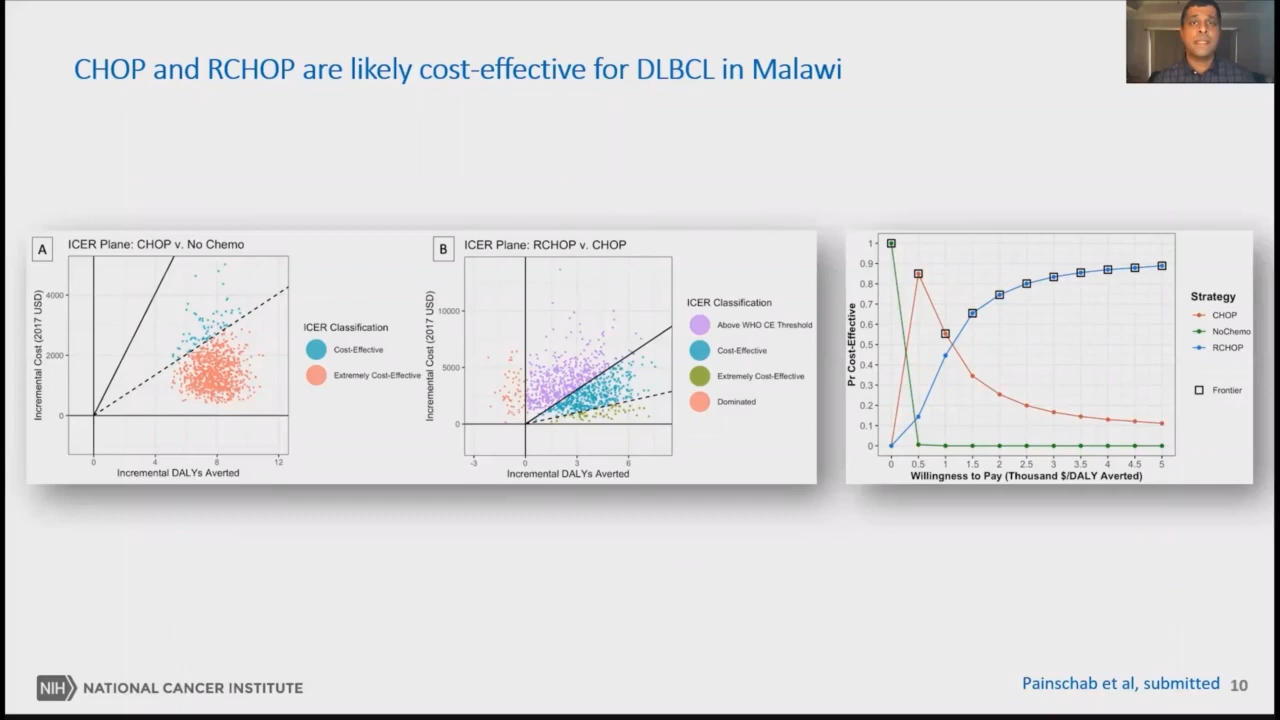 CHOP and RCHOP are likely cost-effective for DLBCL in Malawi
A
ICER Plane: CHOP v. No Chemo
Incremental Cost (2017 USD)
4000
2000
0
0 4 8 12
Incremental DALYs Averted
ICER Classification
Cost-Effective
Extremely Cost-Effective
B
ICER Plane: RCHOP v. CHOP
Incremental Cost (2017 USD)
10000
5000
0
-3 0 3 6
Incremental DALYs Averted
ICER Classification
Above WHO CE Threshold
Cost-Effective
Extremely Cost-Effective
Dominated
Pr Cost-Effective
1
0.9
0.8
0.7
0.6
0.5
0.4
0.3
0.2
0.1
0
0 0.5 1 1.5 2 2.5 3 3.5 4 4.5 5
Willingness to Pay (Thousand $/DALY Averted)
Strategy
CHOP
NoChemo
RCHOP
Frontier
NIH NATIONAL CANCER INSTITUTE
Painschab et al, submitted 10